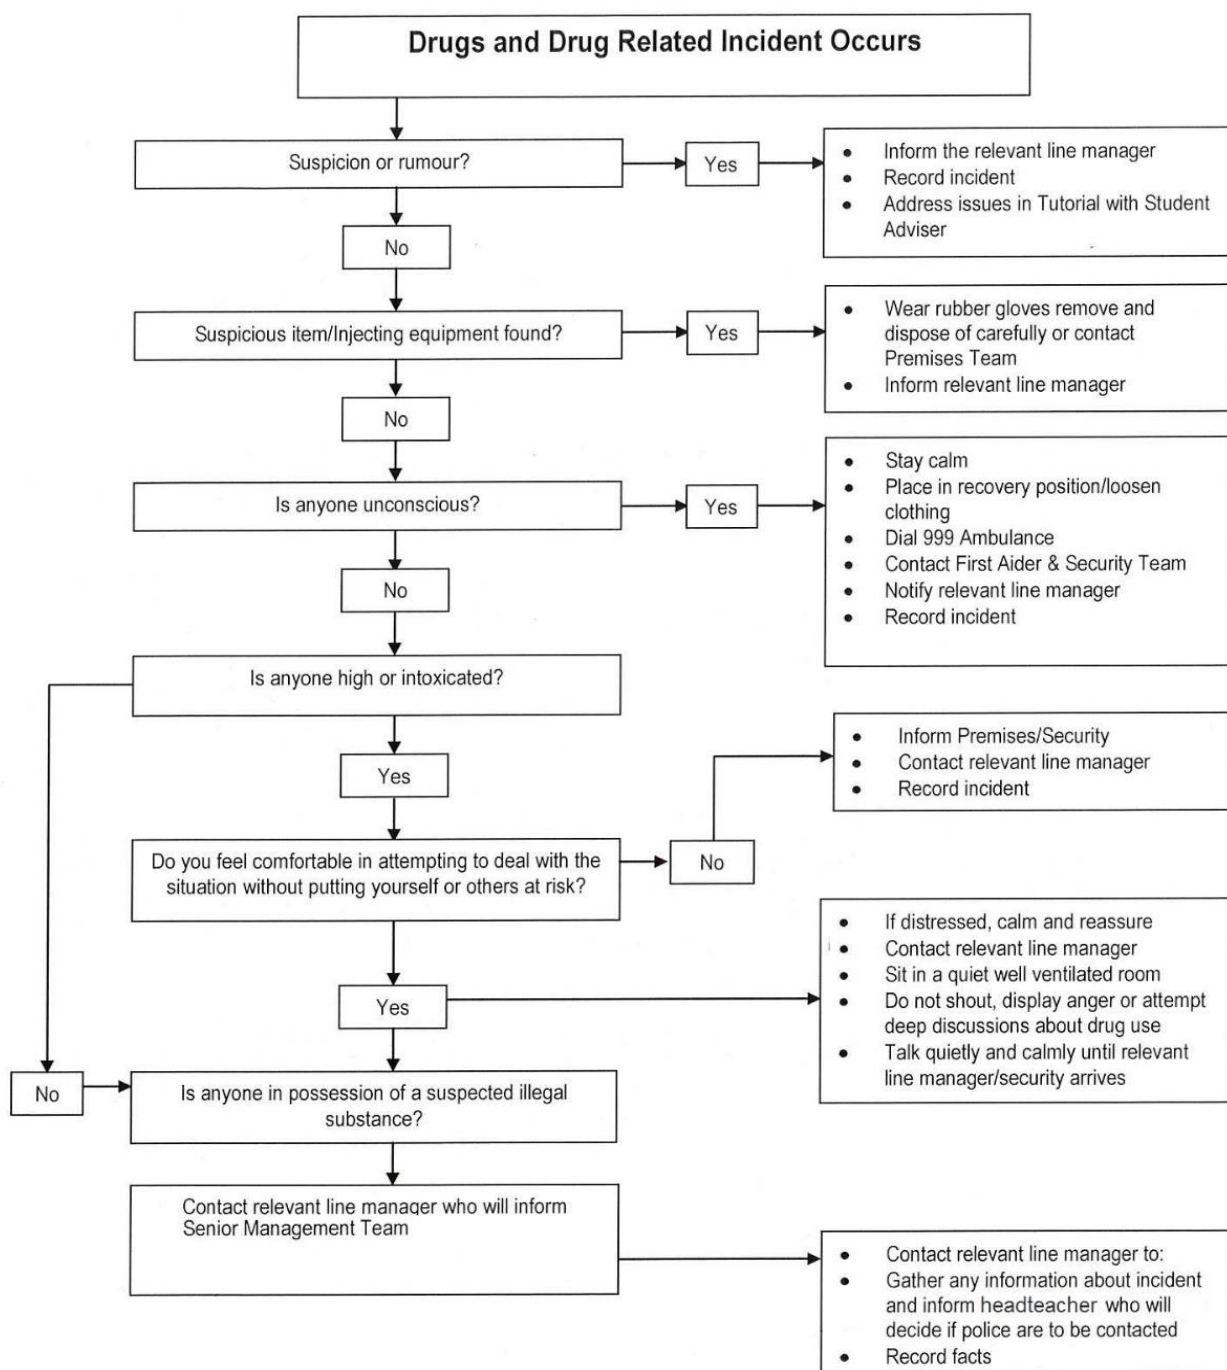 Drugs and Drug Related Incident Occurs
Suspicion or rumour?
Yes
• Inform the relevant line manager
• Record incident
• Address issues in Tutorial with Student
Adviser
No
Suspicious item/Injecting equipment found?
Yes
• Wear rubber gloves remove and
dispose of carefully or contact
Premises Team
• Inform relevant line manager
No
Is anyone unconscious?
Yes
• Stay calm
• Place in recovery position/loosen
clothing
• Dial 999 Ambulance
• Contact First Aider & Security Team
• Notify relevant line manager
• Record incident
No
Is anyone high or intoxicated?
Yes
• Inform Premises/Security
• Contact relevant line manager
• Record incident
Do you feel comfortable in attempting to deal with the
situation without putting yourself or others at risk?
No
• If distressed, calm and reassure
• Contact relevant line manager
• Sit in a quiet well ventilated room
• Do not shout, display anger or attempt
deep discussions about drug use
• Talk quietly and calmly until relevant
line manager/security arrives
Yes
No
Is anyone in possession of a suspected illegal
substance?
Contact relevant line manager who will inform
Senior Management Team
• Contact relevant line manager to:
• Gather any information about incident
and inform headteacher who will
decide if police are to be contacted
• Record facts